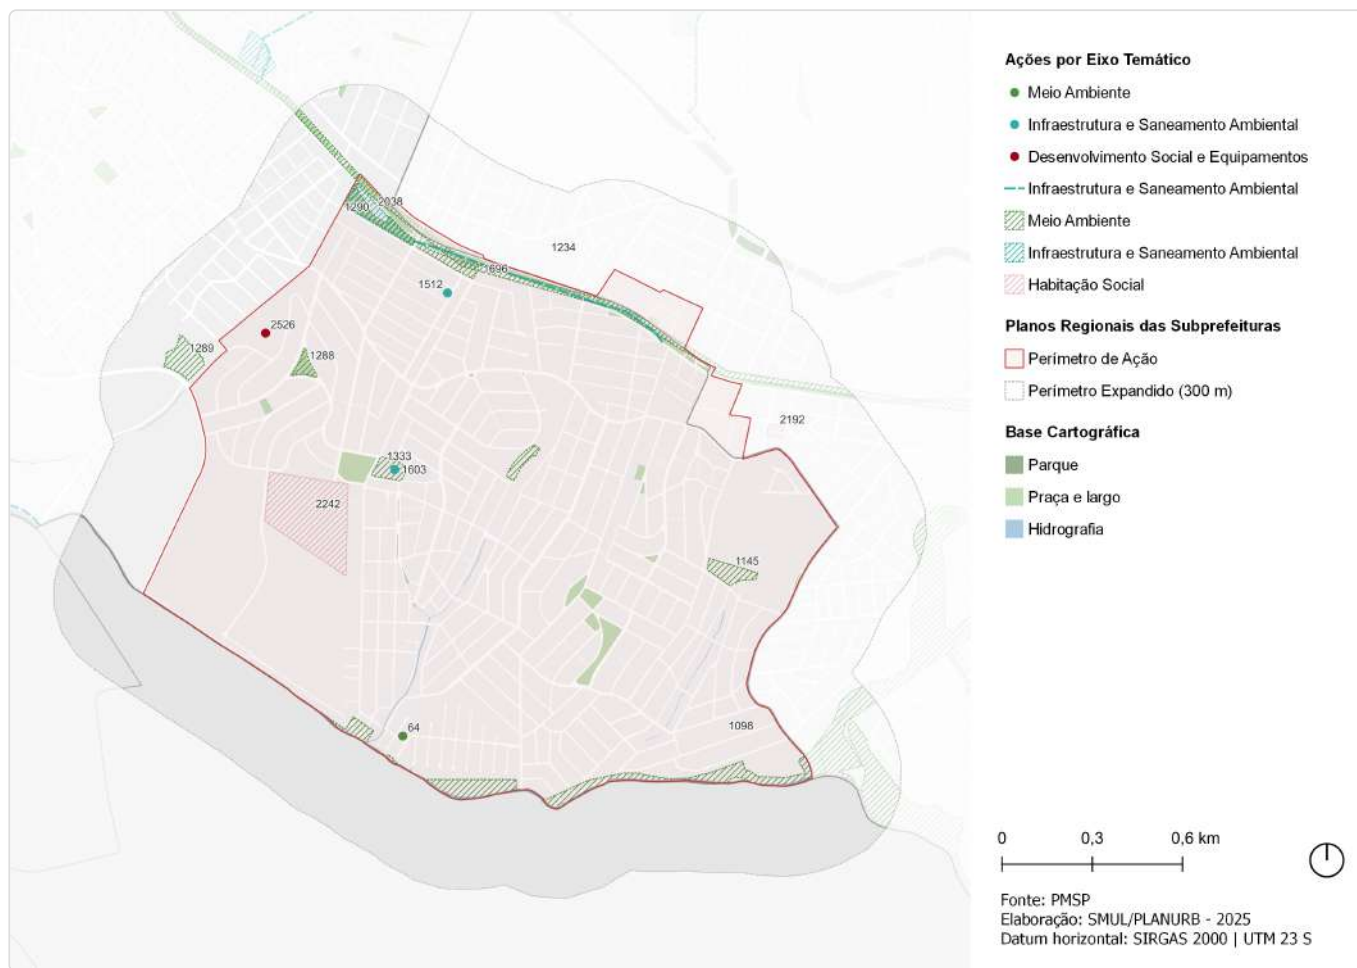 2038
1290
1234
1696
1512
2526
1289
1288
2192
1333
1603
2242
1145
64
1098
Ações por Eixo Temático
Meio Ambiente
Infraestrutura e Saneamento Ambiental
Desenvolvimento Social e Equipamentos
Infraestrutura e Saneamento Ambiental
Meio Ambiente
Infraestrutura e Saneamento Ambiental
Habitação Social
Planos Regionais das Subprefeituras
Perímetro de Ação
Perímetro Expandido (300 m)
Base Cartográfica
Parque
Praça e largo
Hidrografia
0 0,3 0,6 km
Fonte: PMSP
Elaboração: SMUL/PLANURB - 2025
Datum horizontal: SIRGAS 2000 | UTM 23 S